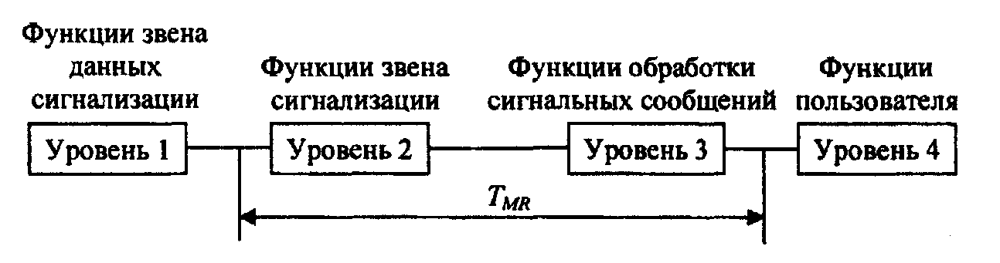 Функции звена
данных
сигнализации
Функции звена
сигнализации
Функции обработки
сигнальных сообщений
Функции
пользователя
Уровень 1
Уровень 2
Уровень 3
Уровень 4
T_MR